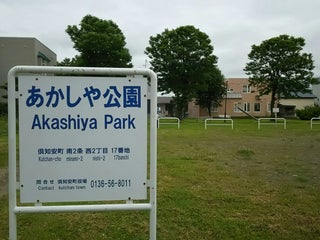 あかしや公園
Akashiya Park
倶知安町 南2条 西2丁目 17番地
Kutchan-cho minami-2 nishi-2 17banchi
問合せ 倶知安町役場
Contact kutchan town 0136-56-8011